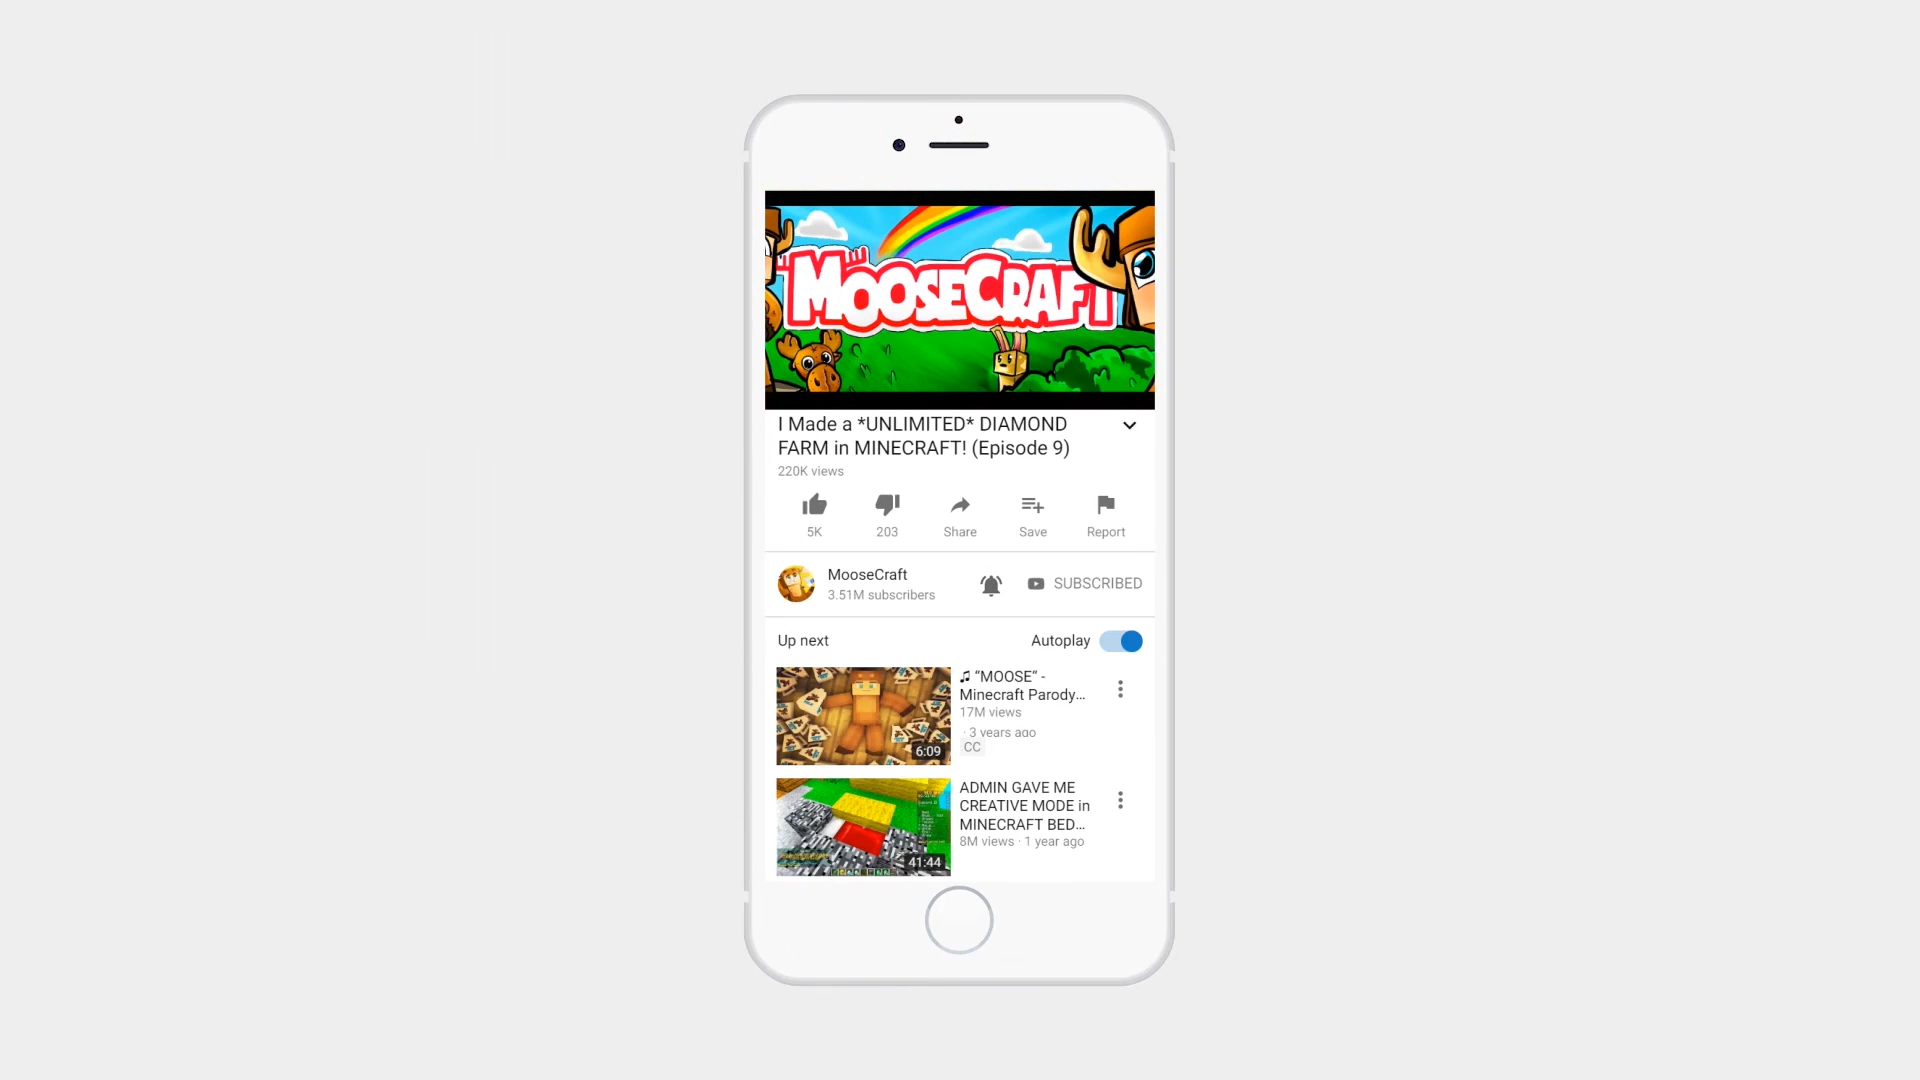 MOOSECRAFT
I Made a *UNLIMITED* DIAMOND
FARM in MINECRAFT! (Episode 9)
220K views
5K 203 Share Save Report
MooseCraft
3.51M subscribers
SUBSCRIBED
Up next Autoplay
♫ “MOOSE” -
Minecraft Parody...
17M views
· 3 years ago
CC
6:09
ADMIN GAVE ME
CREATIVE MODE in
MINECRAFT BED...
8M views · 1 year ago
41:44